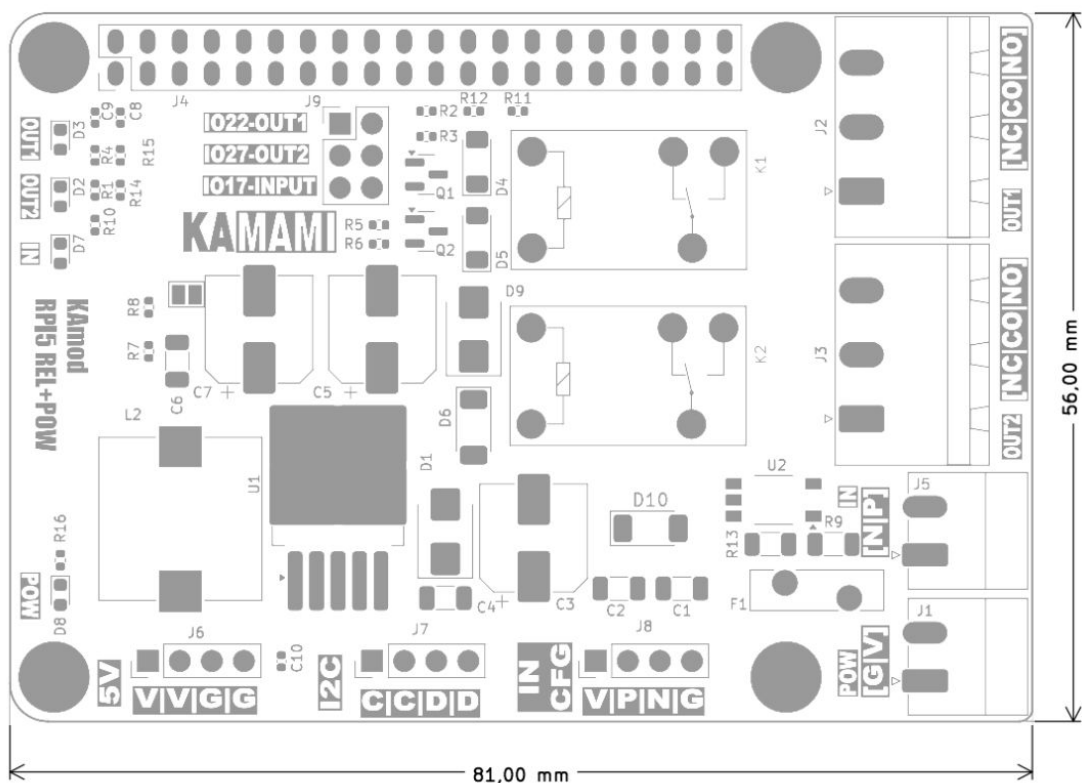 J4
J9
R12
R11
R2
R3
C9
C8
D3
OUT1
IO22-OUT1
IO27-OUT2
IO17-INPUT
R4
R15
OUT2
D2
R1
R14
R10
IN
D7
Q1
D4
K1
J2
[NC|CO|NO]
OUT1
KAMAMI
R5
R6
Q2
D5
KAmod
RPI5 REL+POW
R8
R7
C6
C7 +
C5 +
D9
K2
J3
[NC|CO|NO]
OUT2
L2
U1
D6
D1
D10
U2
IN
[N|P]
J5
R13
R9
R16
POW
D8
C4
+
C3
C2
C1
F1
J1
POW
[G|V]
5V
J6
V|V|G|G
C10
I2C
J7
C|C|D|D
IN
CFG
J8
V|P|N|G
56,00 mm
81,00 mm